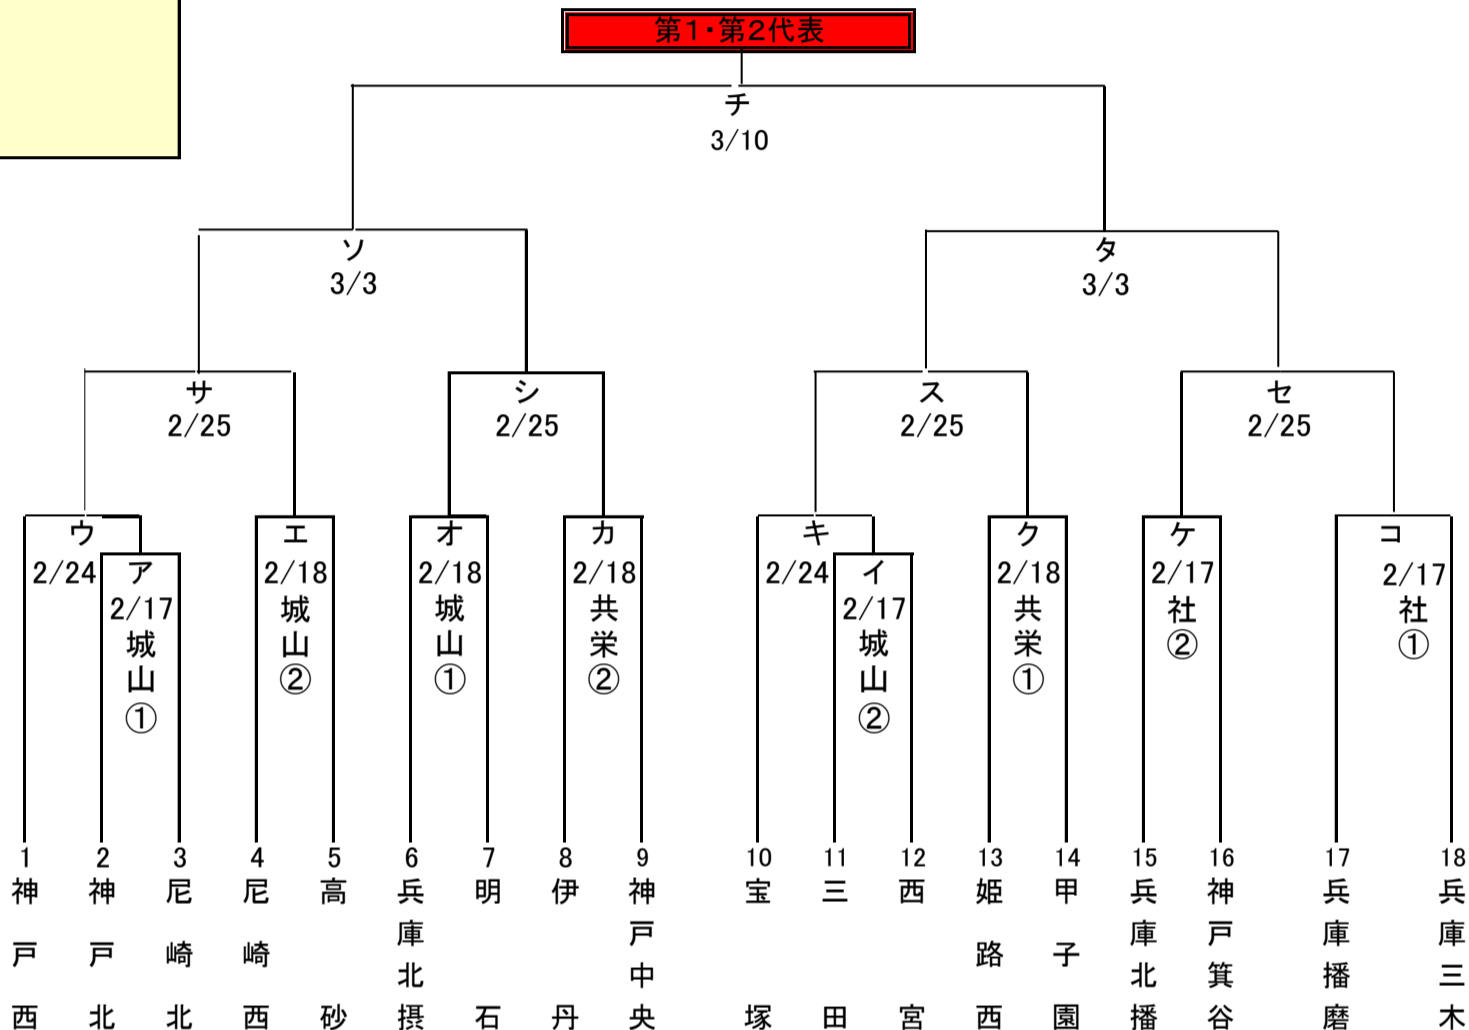 第1・第2代表
チ
3/10
ソ
3/3
タ
3/3
サ
2/25
シ
2/25
ス
2/25
セ
2/25
ウ
2/24
ア
2/17
城山
①
エ
2/18
城山
②
オ
2/18
城山
①
カ
2/18
共栄
②
キ
2/24
イ
2/17
城山
②
ク
2/18
共栄
①
ケ
2/17
社
②
コ
2/17
社
①
1
神戸西
2
神戸北
3
尼崎北
4
尼崎西
5
高砂
6
兵庫北摂
7
明石
8
伊丹
9
神戸中央
10
宝塚
11
三田
12
西宮
13
姫路西
14
甲子園
15
兵庫北播
16
神戸箕谷
17
兵庫播磨
18
兵庫三木